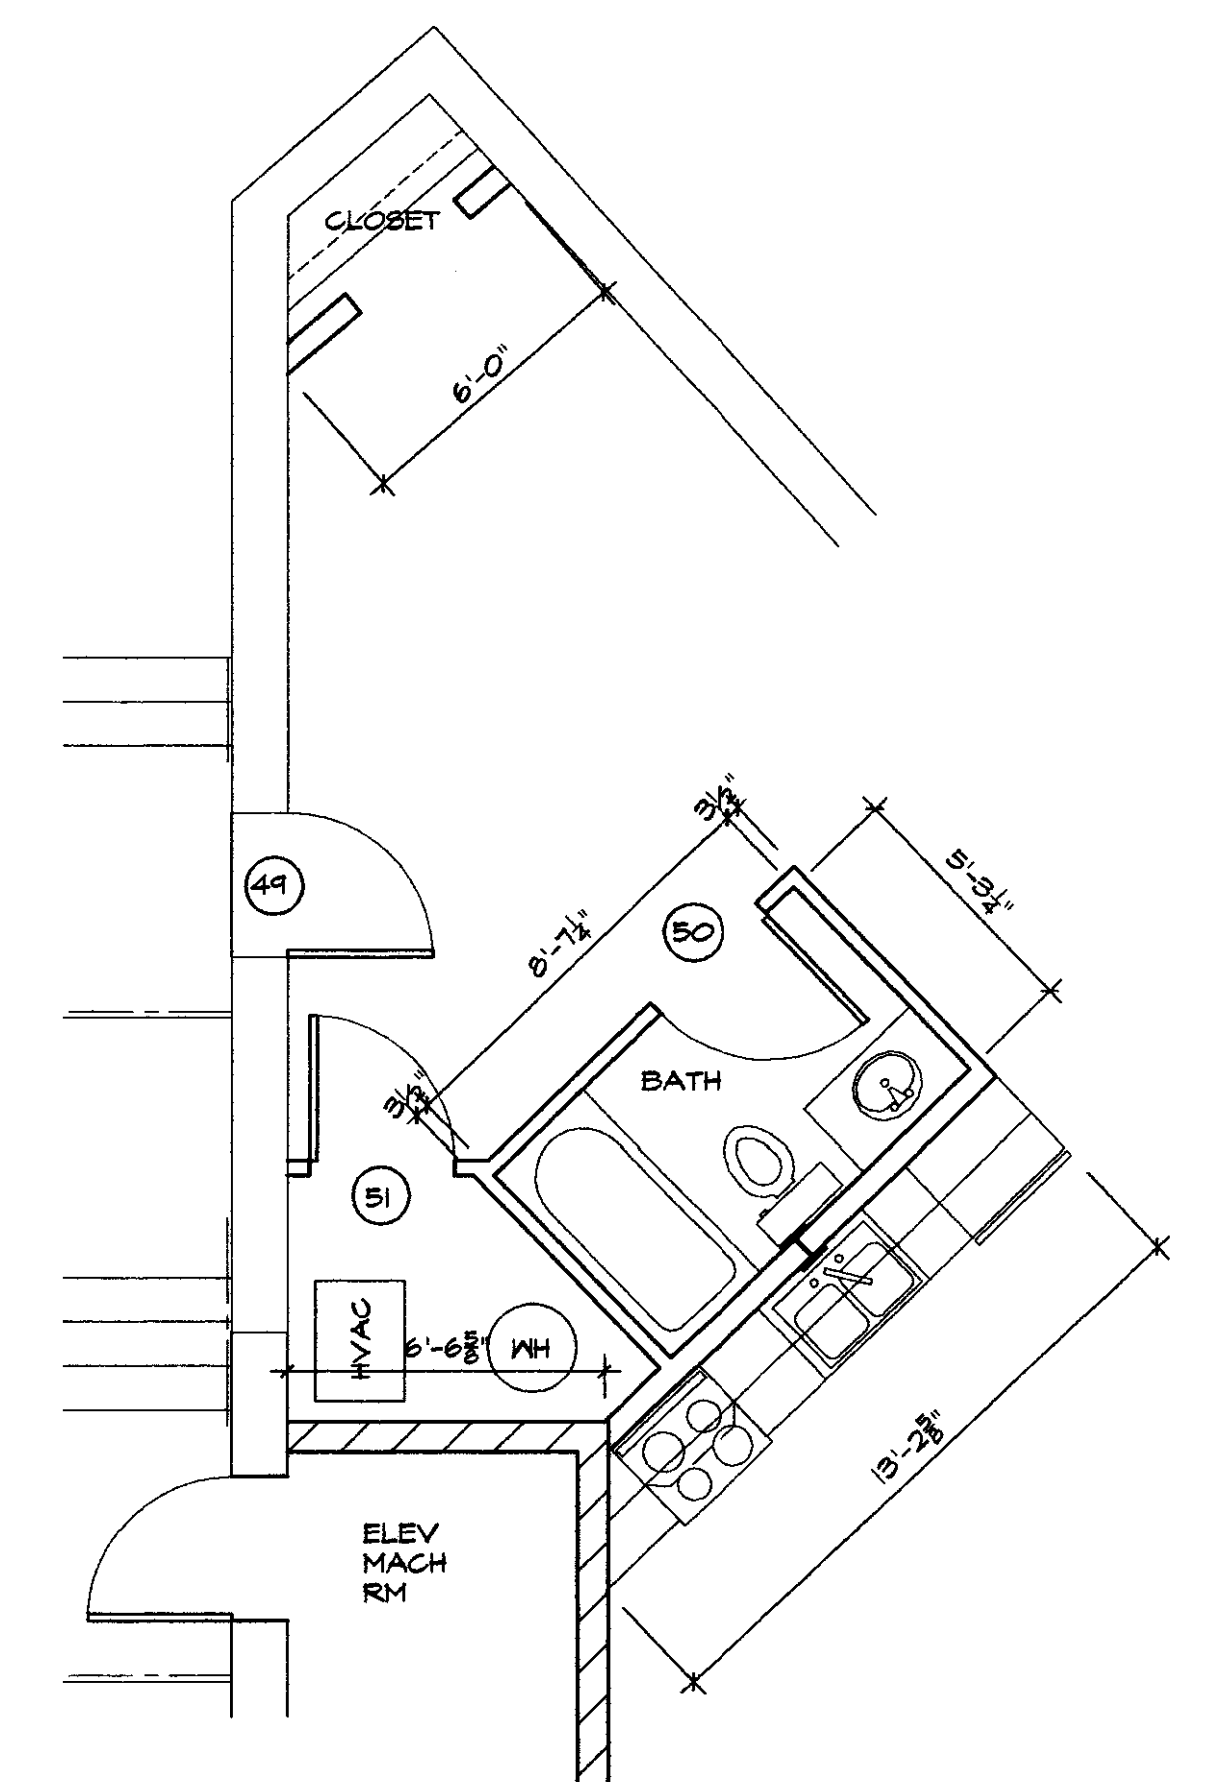 CLOSET
6'-0"
3½"
49
50
5'-3¼"
8'-7¼"
BATH
3½"
51
HVAC
6'-6⅝"
WH
13'-2⅝"
ELEV
MACH
RM